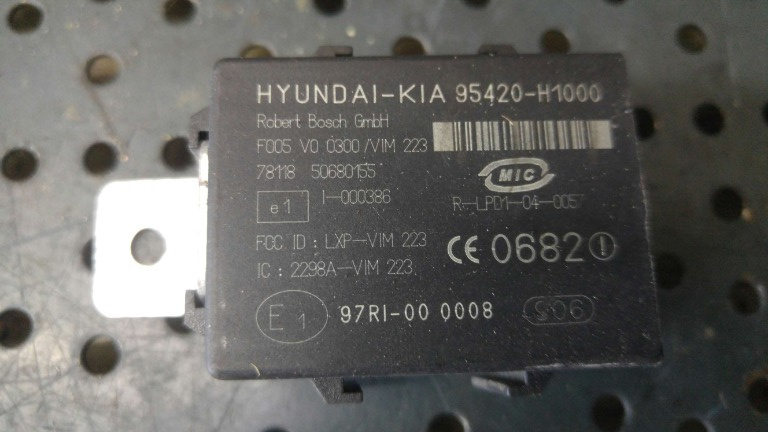 HYUNDAI-KIA 95420-H1000
Robert Bosch GmbH
F005 V0 0300 /VIM 223
78118 50680155
MIC
e1 I-000386
R-LPD1-04-0057
FCC ID : LXP-VIM 223
CE 0682
IC : 2298A-VIM 223
E1 97RI-00 0008